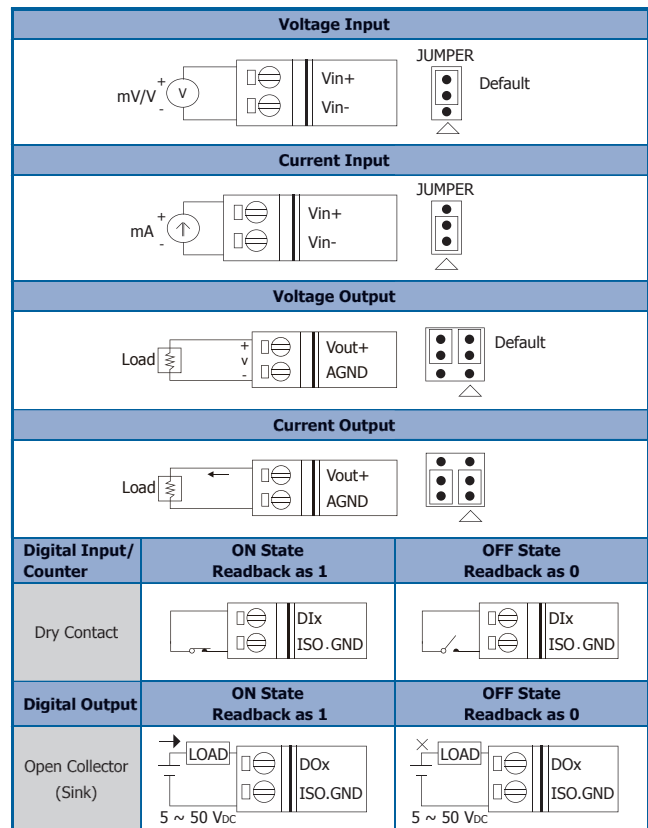 Voltage Input
JUMPER
+
mV/V V Vin+ Default
- Vin-
Current Input
JUMPER
+ Vin+
mA
- Vin-
Voltage Output
+ Vout+ Default
Load v
- AGND
Current Output
Load Vout+
AGND
Digital Input/ Counter
ON State
Readback as 1
OFF State
Readback as 0
Dry Contact
DIx
ISO.GND
DIx
ISO.GND
Digital Output
ON State
Readback as 1
OFF State
Readback as 0
Open Collector
(Sink)
LOAD
DOx
ISO.GND
5 ~ 50 VDC
LOAD
DOx
ISO.GND
5 ~ 50 VDC